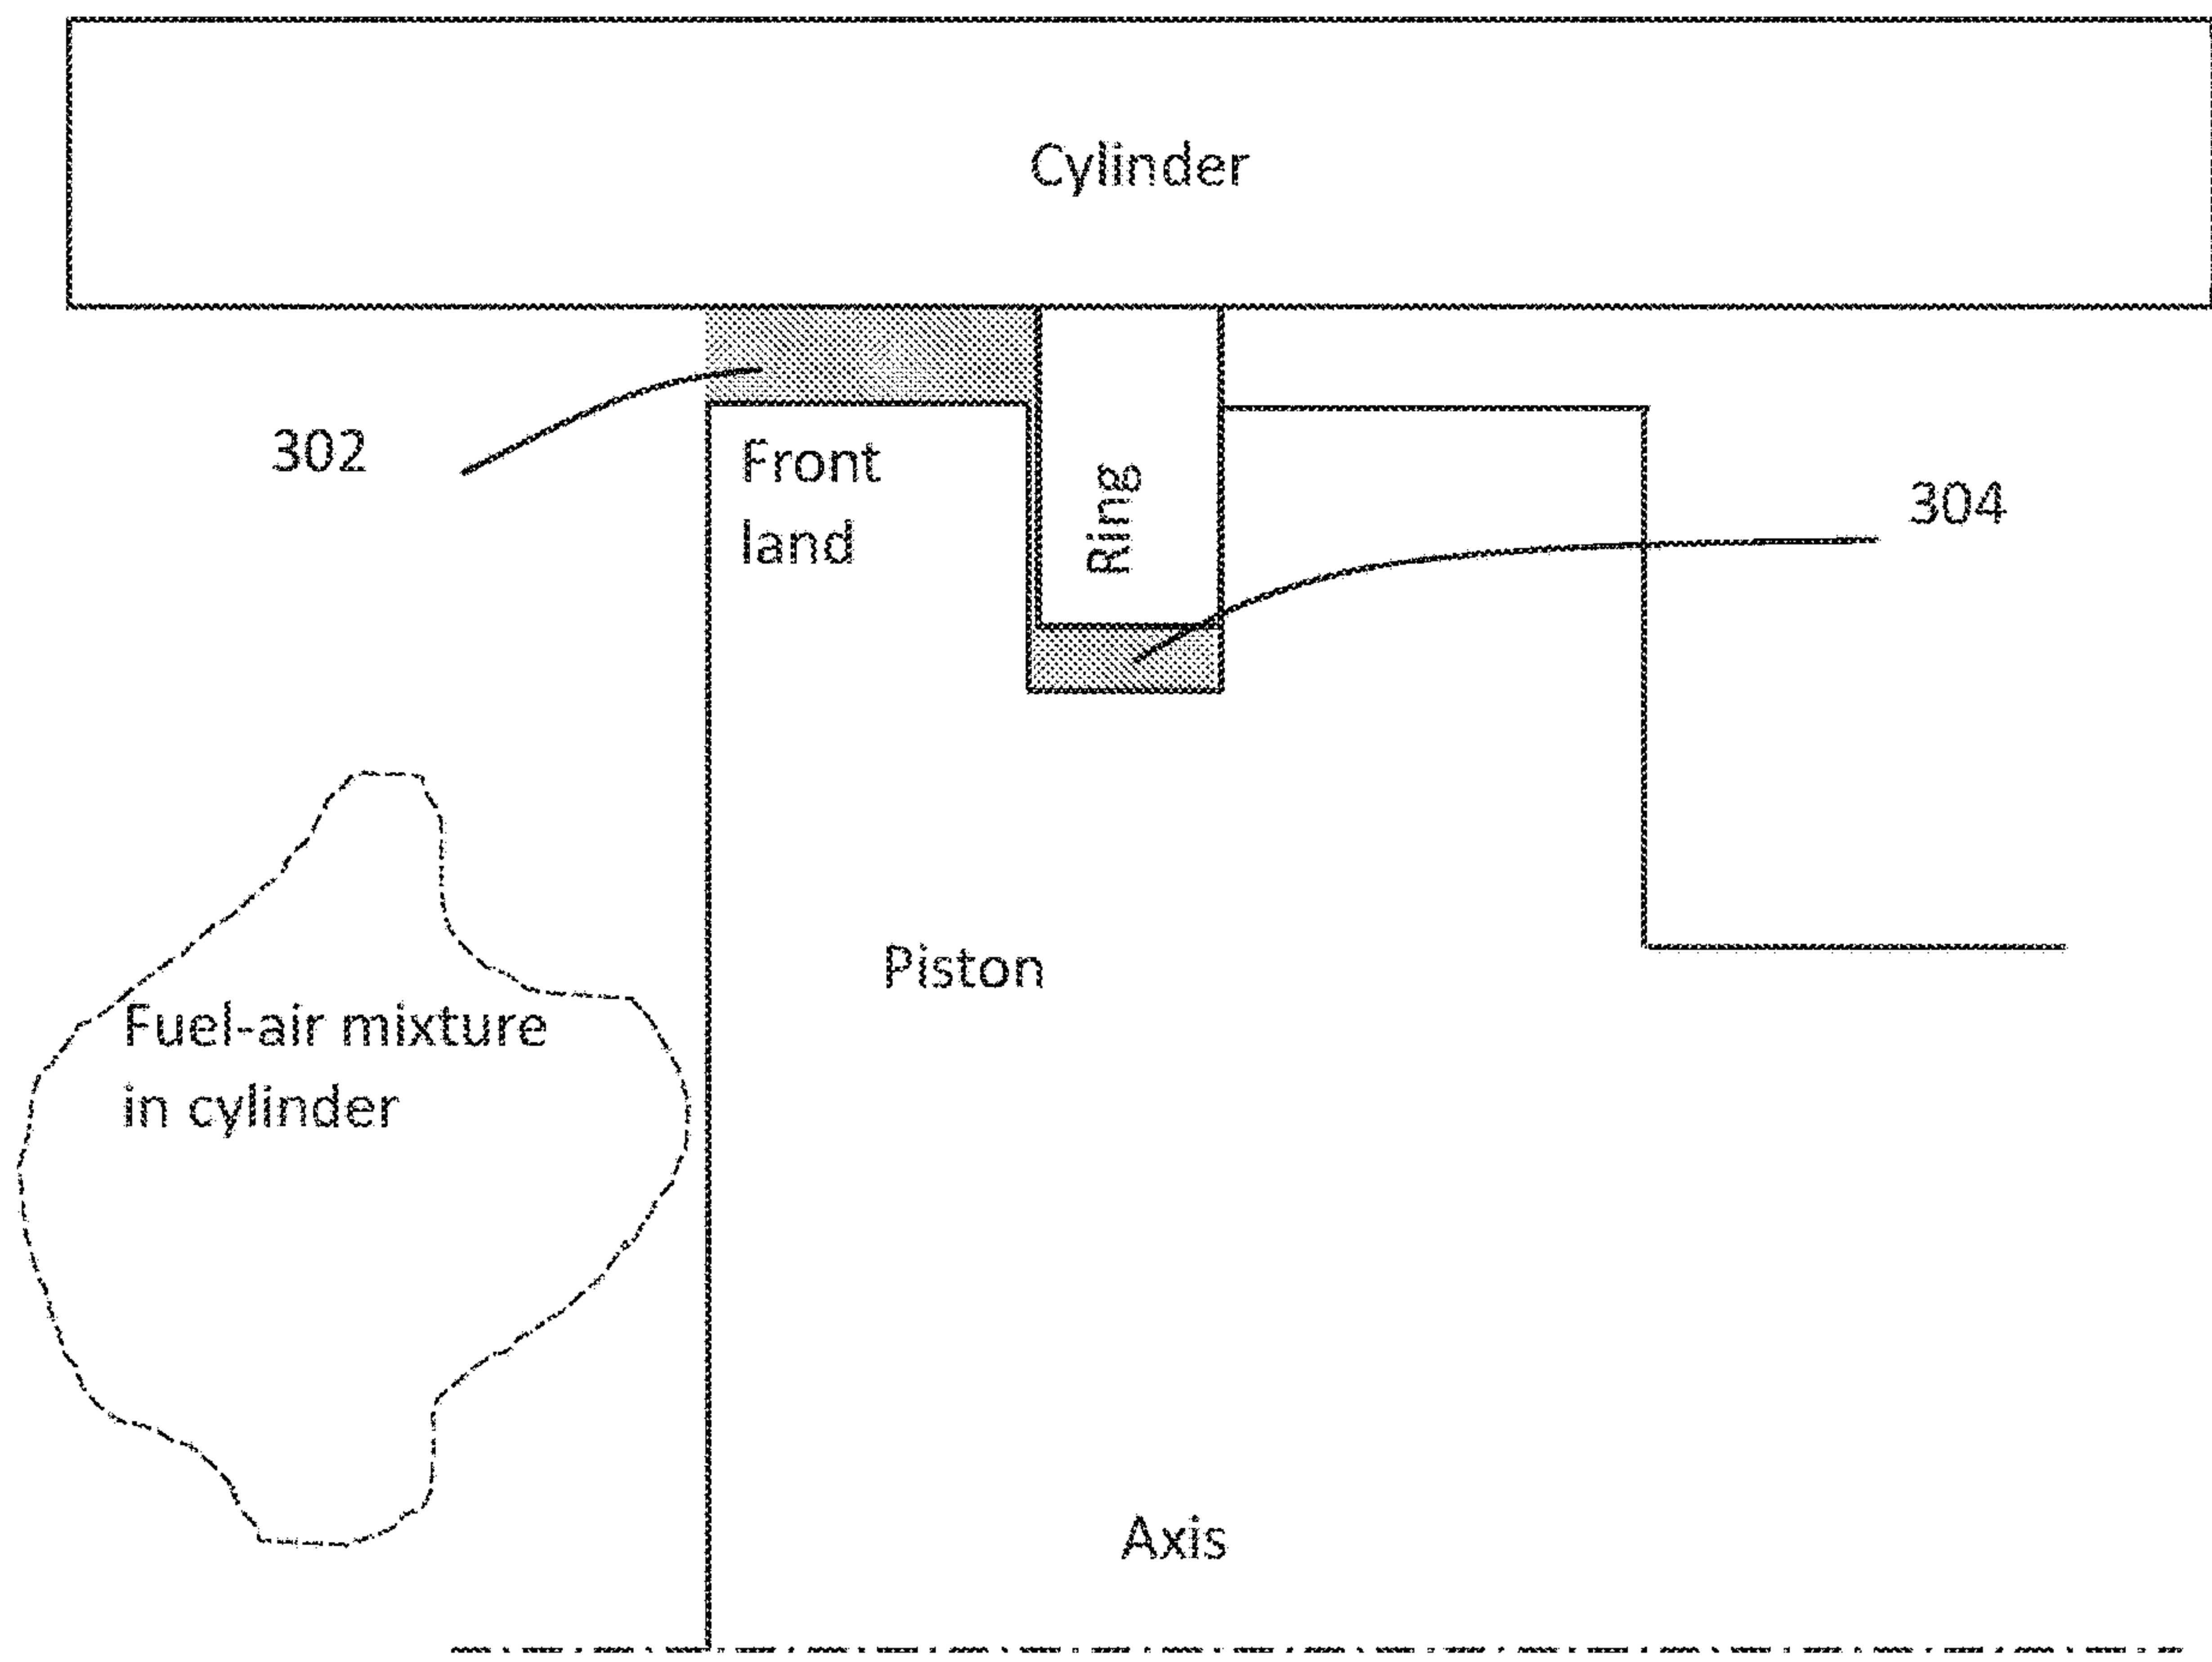 Cylinder
302
Front
land
Ring
304
Piston
Fuel-air mixture
in cylinder
Axis